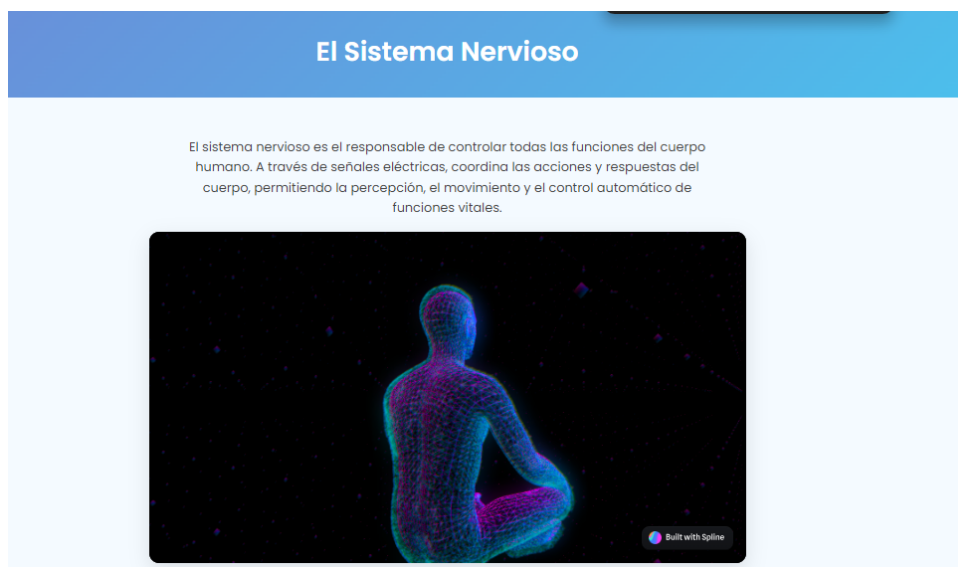 El Sistema Nervioso
El sistema nervioso es el responsable de controlar todas las funciones del cuerpo
humano. A través de señales eléctricas, coordina las acciones y respuestas del
cuerpo, permitiendo la percepción, el movimiento y el control automático de
funciones vitales.
Built with Spline